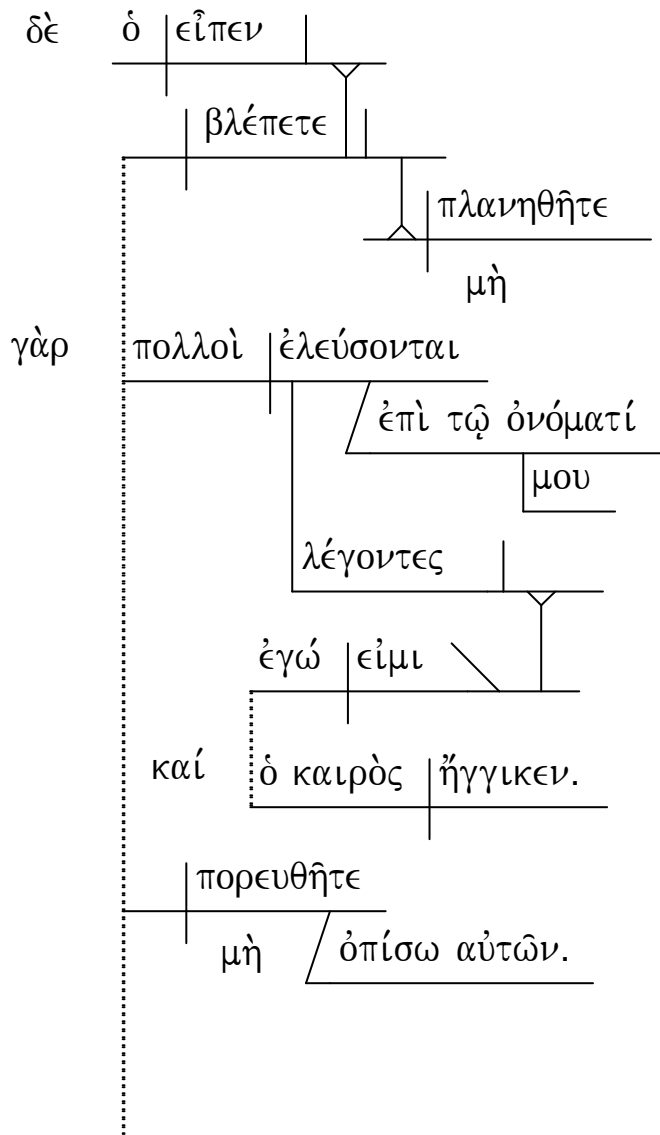 δὲ ὁ εἶπεν
βλέπετε
πλανηθῆτε
μὴ
γὰρ πολλοὶ ἐλεύσονται
ἐπὶ τῷ ὀνόματί
μου
λέγοντες
ἐγώ εἰμι
καί ὁ καιρὸς ἤγγικεν.
πορευθῆτε
μὴ ὀπίσω αὐτῶν.